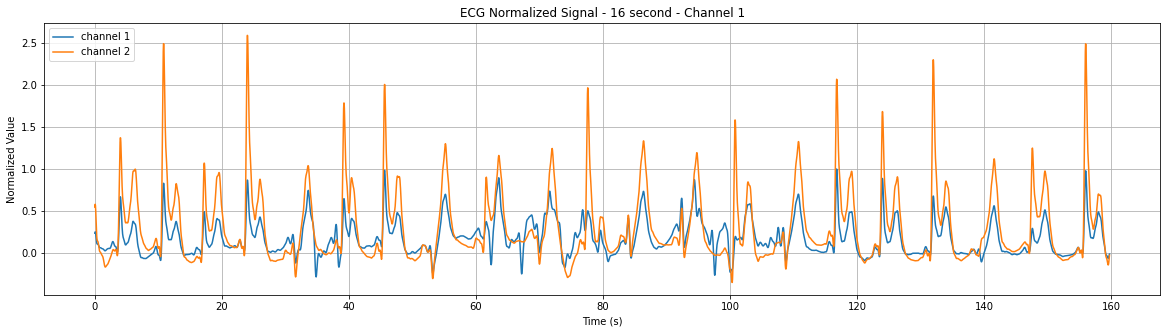 ECG Normalized Signal - 16 second - Channel 1
channel 1
channel 2
2.5
2.0
1.5
1.0
0.5
0.0
Normalized Value
0 20 40 60 80 100 120 140 160
Time (s)